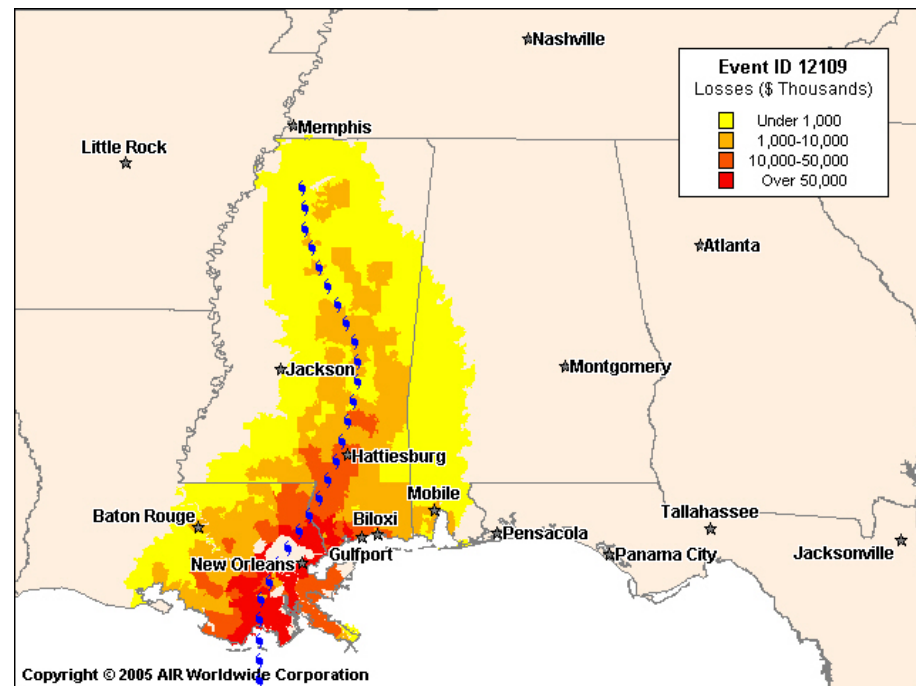 Nashville
Event ID 12109
Losses ($ Thousands)
Under 1,000
1,000-10,000
10,000-50,000
Over 50,000
Memphis
Little Rock
Atlanta
Jackson
Montgomery
Hattiesburg
Mobile
Baton Rouge
Biloxi
Tallahassee
Pensacola
Gulfport
Panama City
Jacksonville
New Orleans
Copyright © 2005 AIR Worldwide Corporation